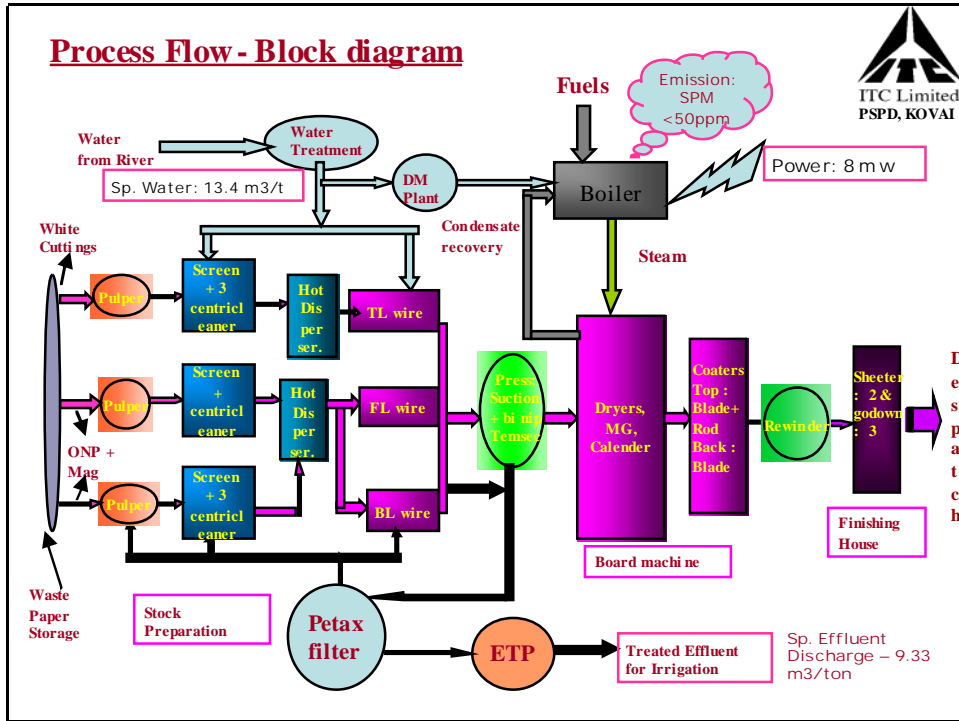 Process Flow - Block diagram
ITC Limited
PSPD, KOVAI
Fuels
Emission:
SPM
<50ppm
Water
from River
Water
Treatment
Sp. Water: 13.4 m3/t
DM
Plant
Boiler
Power: 8 mw
Condensate
recovery
Steam
White
Cuttings
Pulper
Screen
+ 3
centricl
eaner
Hot
Dis
per
ser.
TL wire
Pulper
Screen
+
centricl
eaner
Hot
Dis
per
ser.
FL wire
ONP +
Mag
Pulper
Screen
+ 3
centricl
eaner
BL wire
Press:
Suction
+ bi nip
Temsec
Dryers,
MG,
Calender
Coaters
Top :
Blade+
Rod
Back :
Blade
Rewinder
Sheeter
: 2 &
godown
: 3
D
e
s
p
a
t
c
h
Finishing
House
Board machine
Waste
Paper
Storage
Stock
Preparation
Petax
filter
ETP
Treated Effluent
for Irrigation
Sp. Effluent
Discharge – 9.33
m3/ton